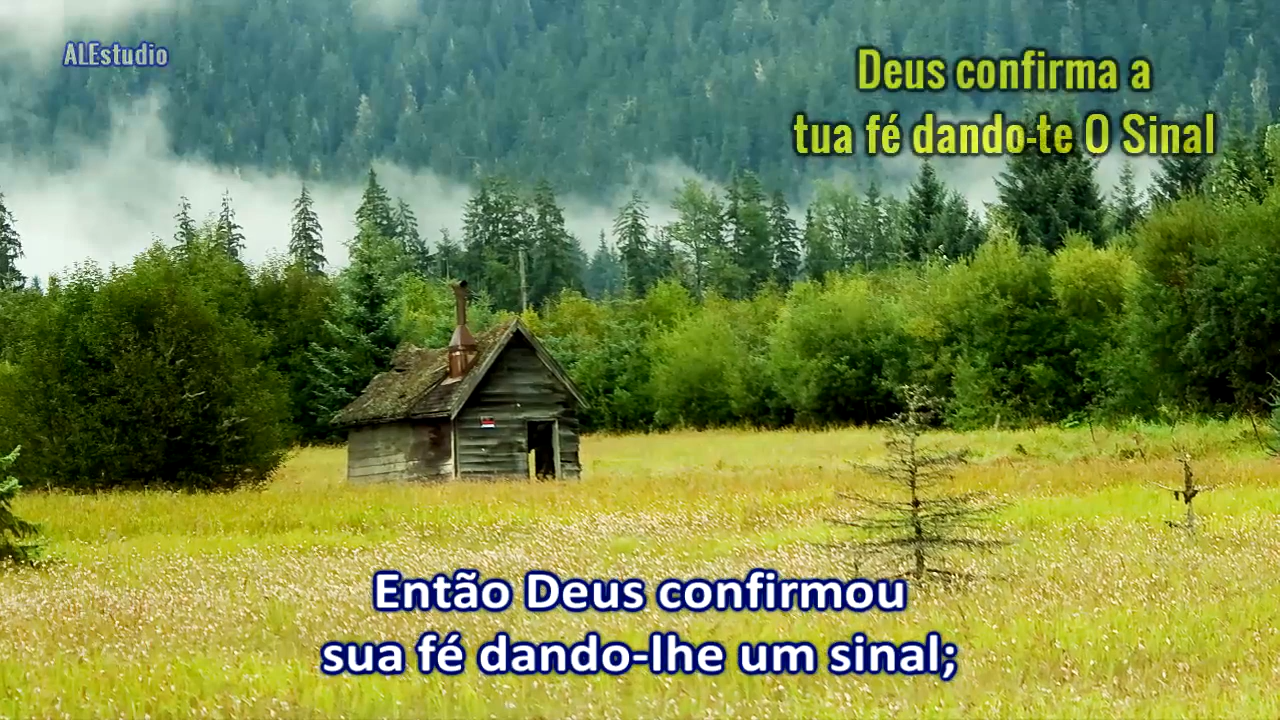 ALEstudio
Deus confirma a
tua fé dando-te O Sinal
Então Deus confirmou
sua fé dando-lhe um sinal;